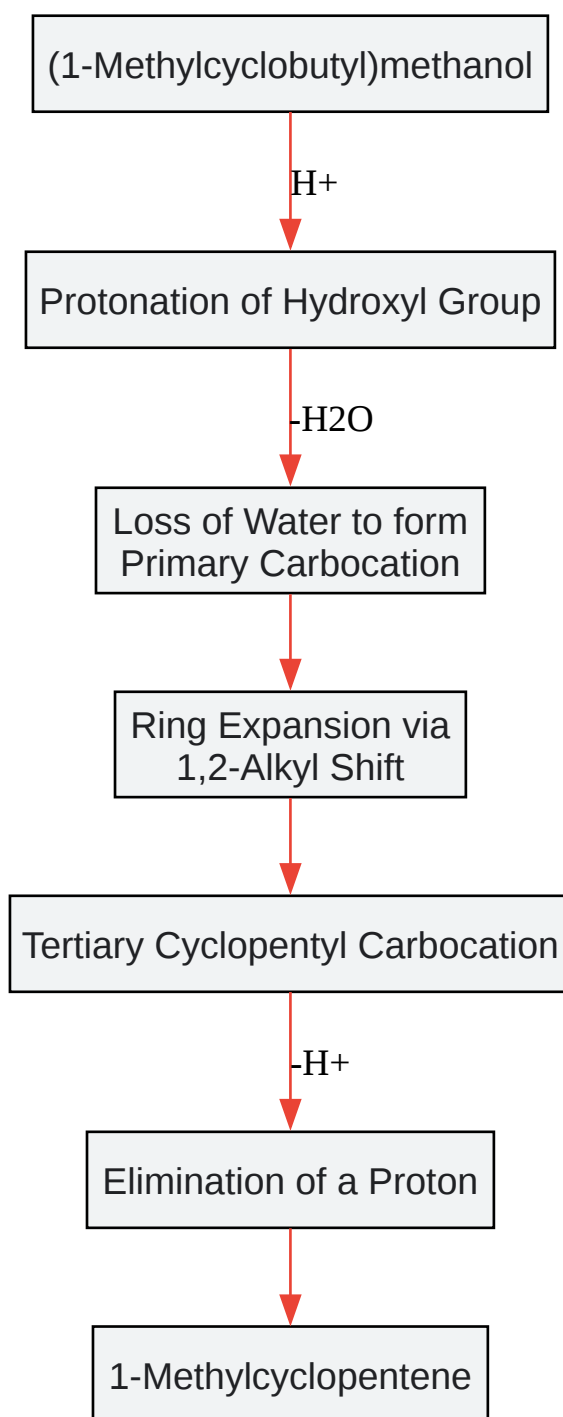 (1-Methylcyclobutyl)methanol
H+
Protonation of Hydroxyl Group
-H2O
Loss of Water to form
Primary Carbocation
Ring Expansion via
1,2-Alkyl Shift
Tertiary Cyclopentyl Carbocation
-H+
Elimination of a Proton
1-Methylcyclopentene